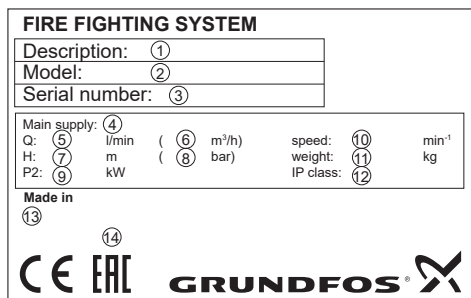 FIRE FIGHTING SYSTEM
Description: ①
Model: ②
Serial number: ③
Main supply: ④
Q: ⑤ l/min ( ⑥ m³/h) speed: ⑩ min⁻¹
H: ⑦ m ( ⑧ bar) weight: ⑪ kg
P2: ⑨ kW IP class: ⑫
Made in
⑬
⑭
CE EAC GRUNDFOS